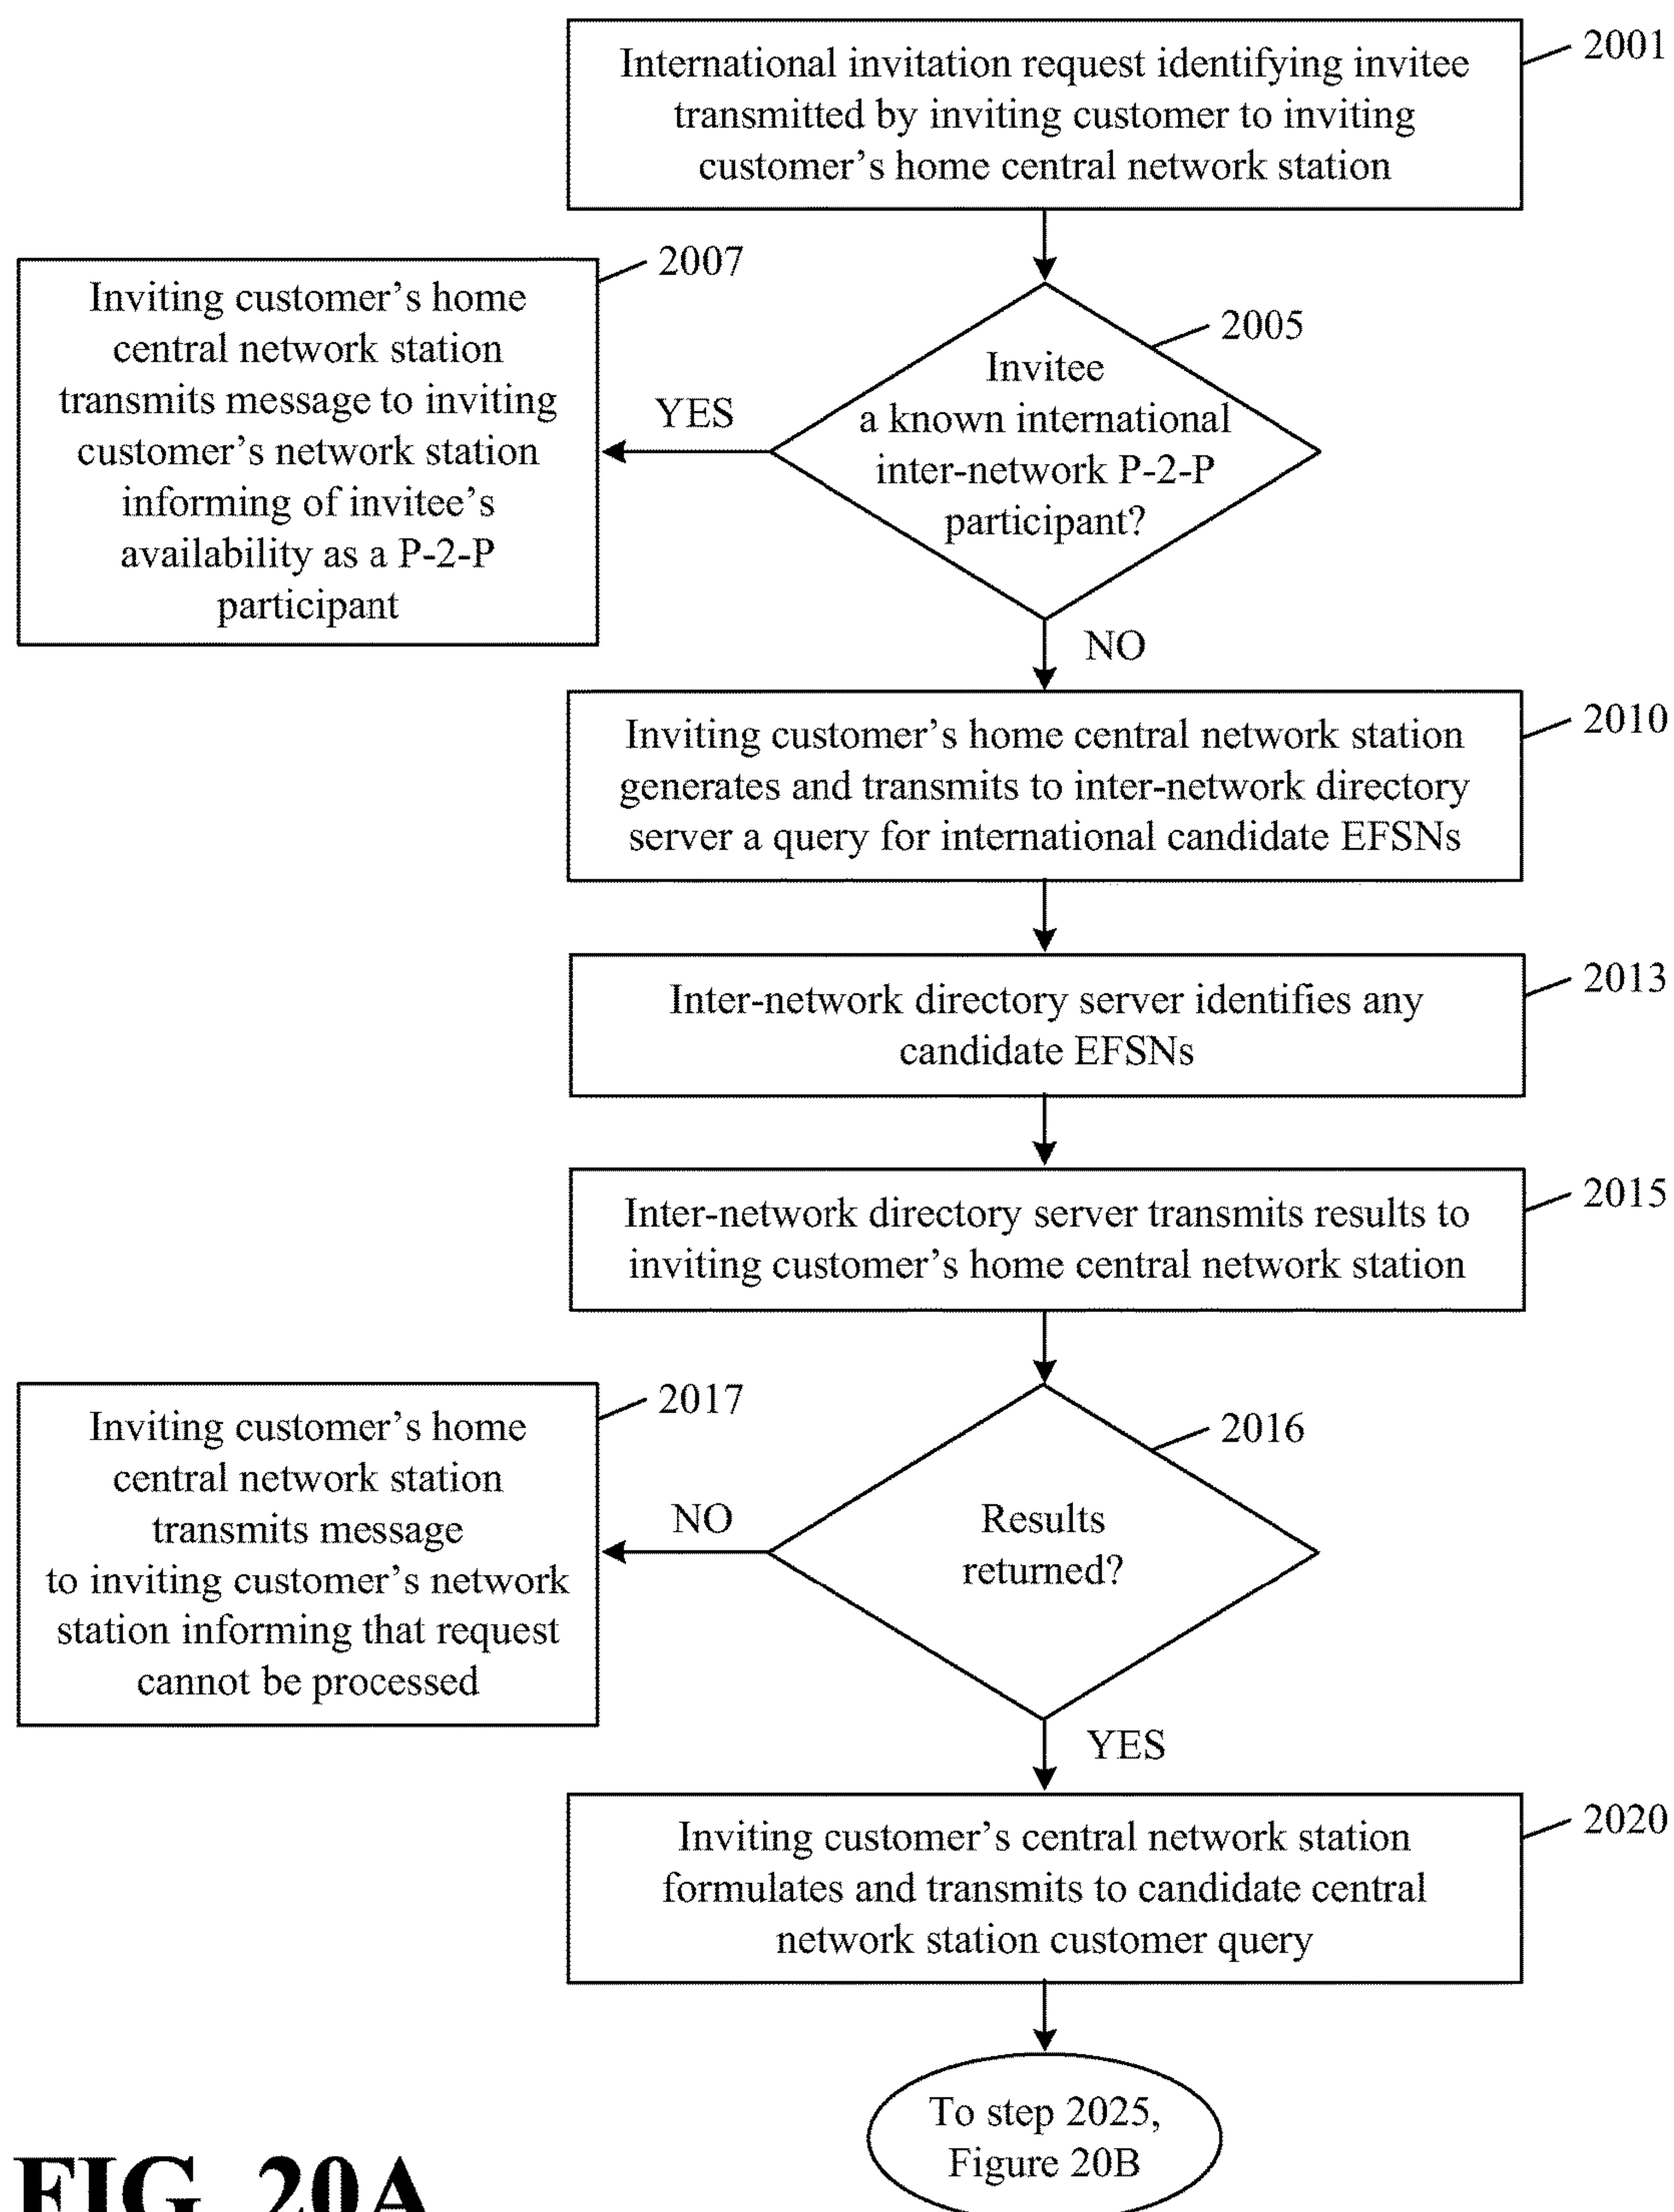 International invitation request identifying invitee
transmitted by inviting customer to inviting
customer's home central network station
2001
2007
Inviting customer's home
central network station
transmits message to inviting
customer's network station
informing of invitee's
availability as a P-2-P
participant
YES
2005
Invitee
a known international
inter-network P-2-P
participant?
NO
2010
Inviting customer's home central network station
generates and transmits to inter-network directory
server a query for international candidate EFSNs
2013
Inter-network directory server identifies any
candidate EFSNs
2015
Inter-network directory server transmits results to
inviting customer's home central network station
2017
Inviting customer's home
central network station
transmits message
to inviting customer's network
station informing that request
cannot be processed
NO
2016
Results
returned?
YES
2020
Inviting customer's central network station
formulates and transmits to candidate central
network station customer query
To step 2025,
Figure 20B
FIG. 20A